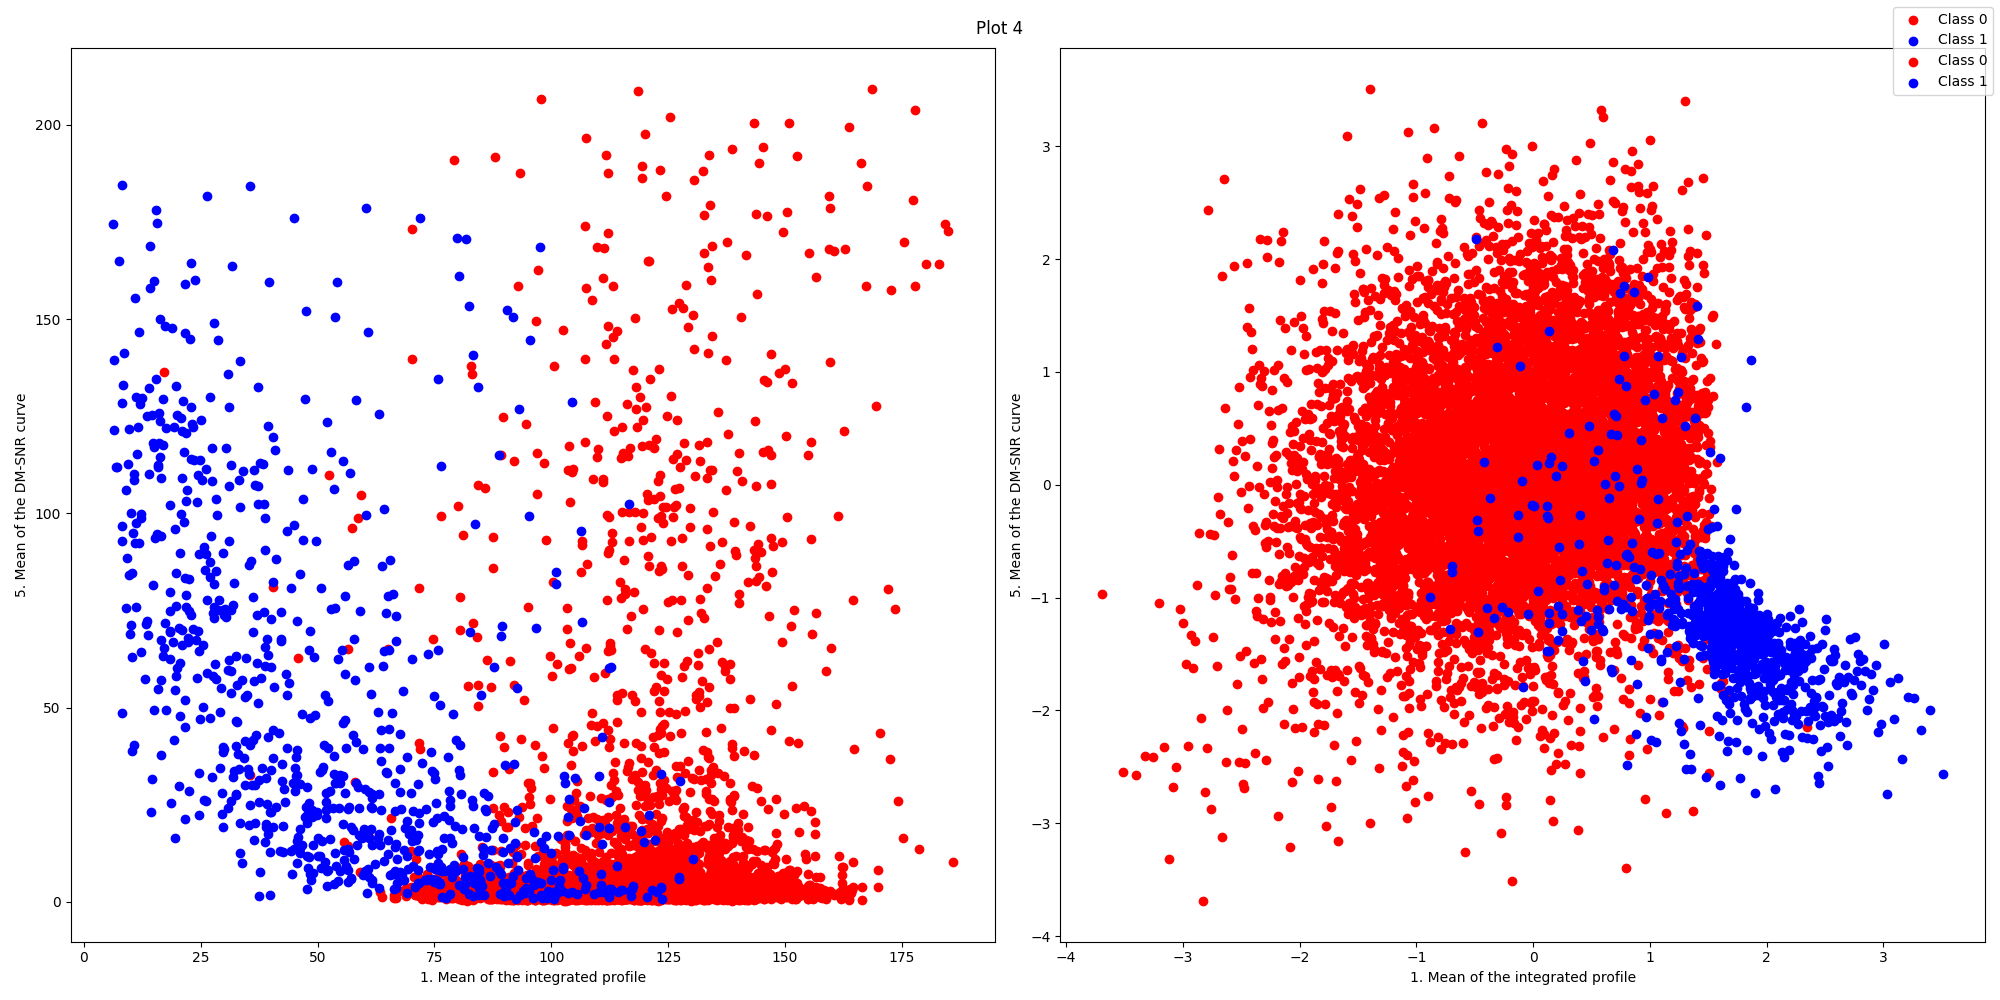 Plot 4
Class 0
Class 1
Class 0
Class 1
5. Mean of the DM-SNR curve
200
150
100
50
0
0 25 50 75 100 125 150 175
1. Mean of the integrated profile
5. Mean of the DM-SNR curve
3
2
1
0
−1
−2
−3
−4
−4 −3 −2 −1 0 1 2 3
1. Mean of the integrated profile